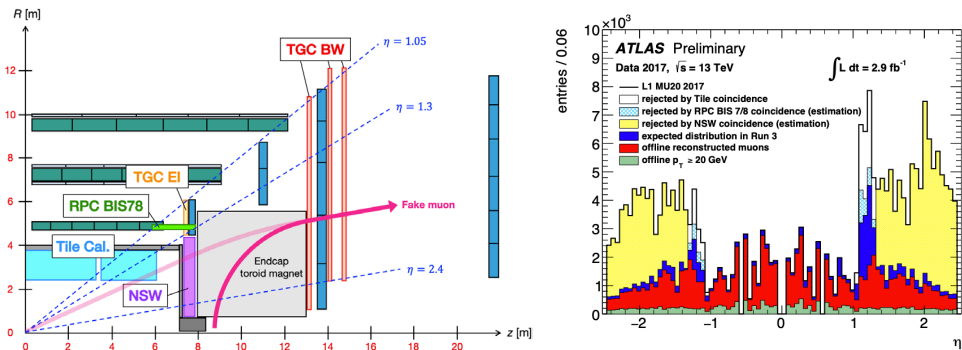 R [m]
12
10
8
6
4
2
0
0
2
4
6
8
10
12
14
16
18
20
z [m]
TGC BW
η = 1.05
η = 1.3
η = 2.4
TGC EI
RPC BIS78
Tile Cal.
NSW
Endcap
toroid magnet
Fake muon
×10³
entries / 0.06
10
9
8
7
6
5
4
3
2
1
0
ATLAS Preliminary
Data 2017, √s = 13 TeV
∫L dt = 2.9 fb⁻¹
L1 MU20 2017
rejected by Tile coincidence
rejected by RPC BIS 7/8 coincidence (estimation)
rejected by NSW coincidence (estimation)
expected distribution in Run 3
offline reconstructed muons
offline pT ≥ 20 GeV
−2
−1
0
1
2
η